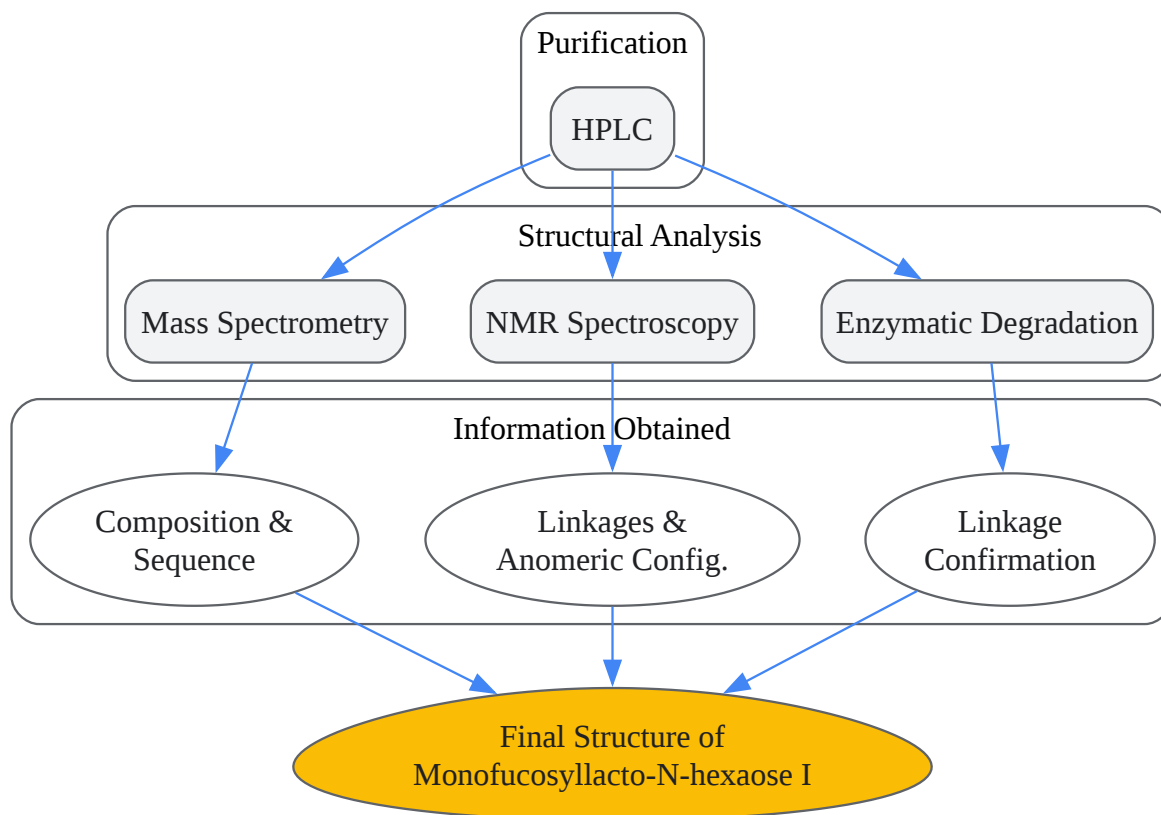 Purification
HPLC
Structural Analysis
Mass Spectrometry
NMR Spectroscopy
Enzymatic Degradation
Information Obtained
Composition &
Sequence
Linkages &
Anomeric Config.
Linkage
Confirmation
Final Structure of
Monofucosyllacto-N-hexaose I